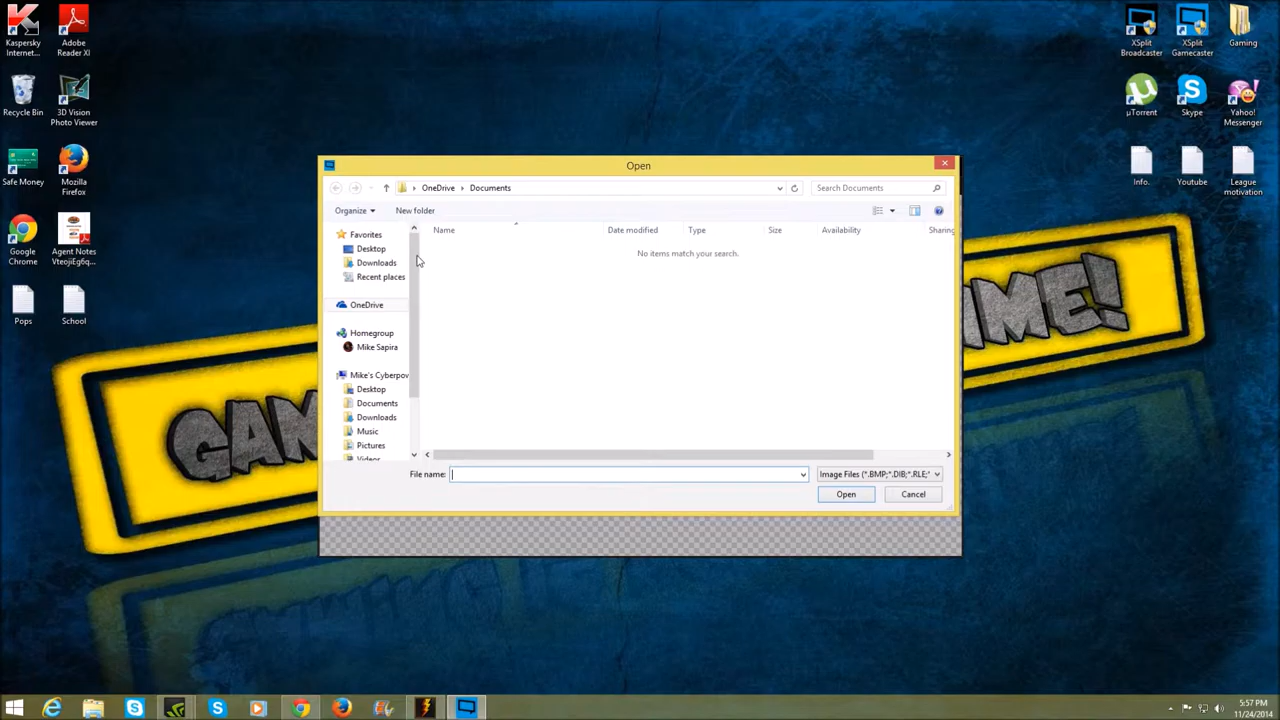 Kaspersky Internet...
Adobe Reader XI
XSplit Broadcaster
XSplit Gamecaster
Gaming
Recycle Bin
3D Vision Photo Viewer
µTorrent
Skype
Yahoo! Messenger
Safe Money
Mozilla Firefox
Info.
Youtube
League motivation
Google Chrome
Agent Notes VteojiEg6q...
Pops
School
Open
OneDrive
Documents
Search Documents
Organize
New folder
Name
Date modified
Type
Size
Availability
Sharing
No items match your search.
Favorites
Desktop
Downloads
Recent places
OneDrive
Homegroup
Mike Sapira
Mike's Cyberpov
Desktop
Documents
Downloads
Music
Pictures
Videos
File name:
Image Files (*.BMP;*.DIB;*.RLE;*
Open
Cancel
GAM
ME!
5:57 PM
11/24/2014